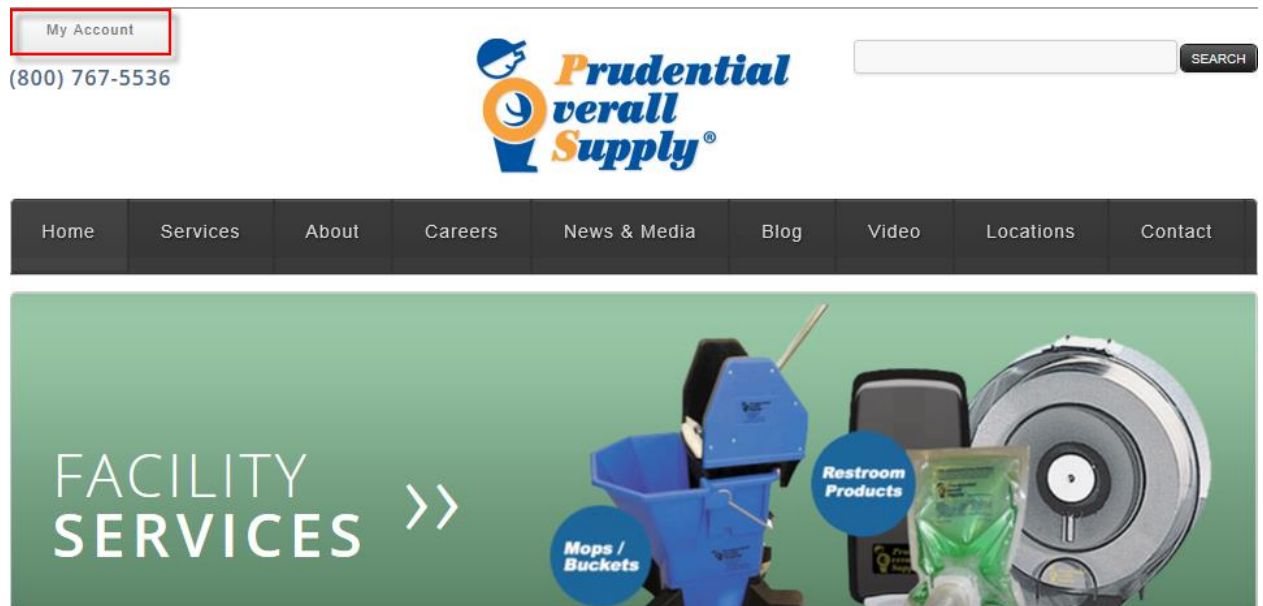 My Account
(800) 767-5536
Prudential
Overall
Supply®
SEARCH
Home Services About Careers News & Media Blog Video Locations Contact
FACILITY
SERVICES
Mops /
Buckets
Restroom
Products